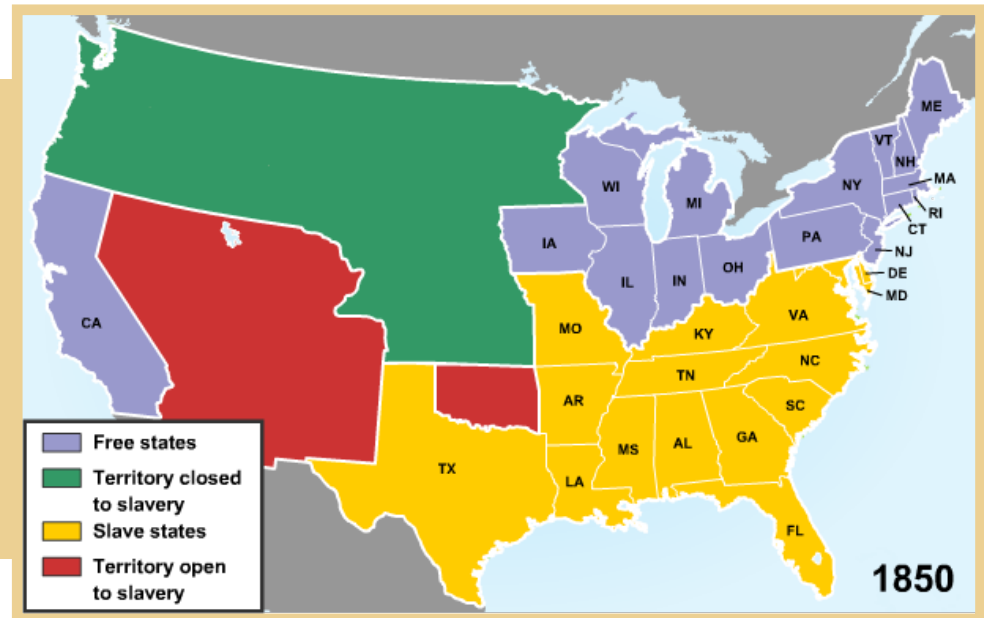 ME
VT
NH
MA
NY
WI
MI
RI
CT
PA
IA
NJ
OH
IL
IN
DE
MD
VA
CA
MO
KY
NC
TN
AR
SC
GA
AL
MS
TX
LA
FL
Free states
Territory closed
to slavery
Slave states
Territory open
to slavery
1850